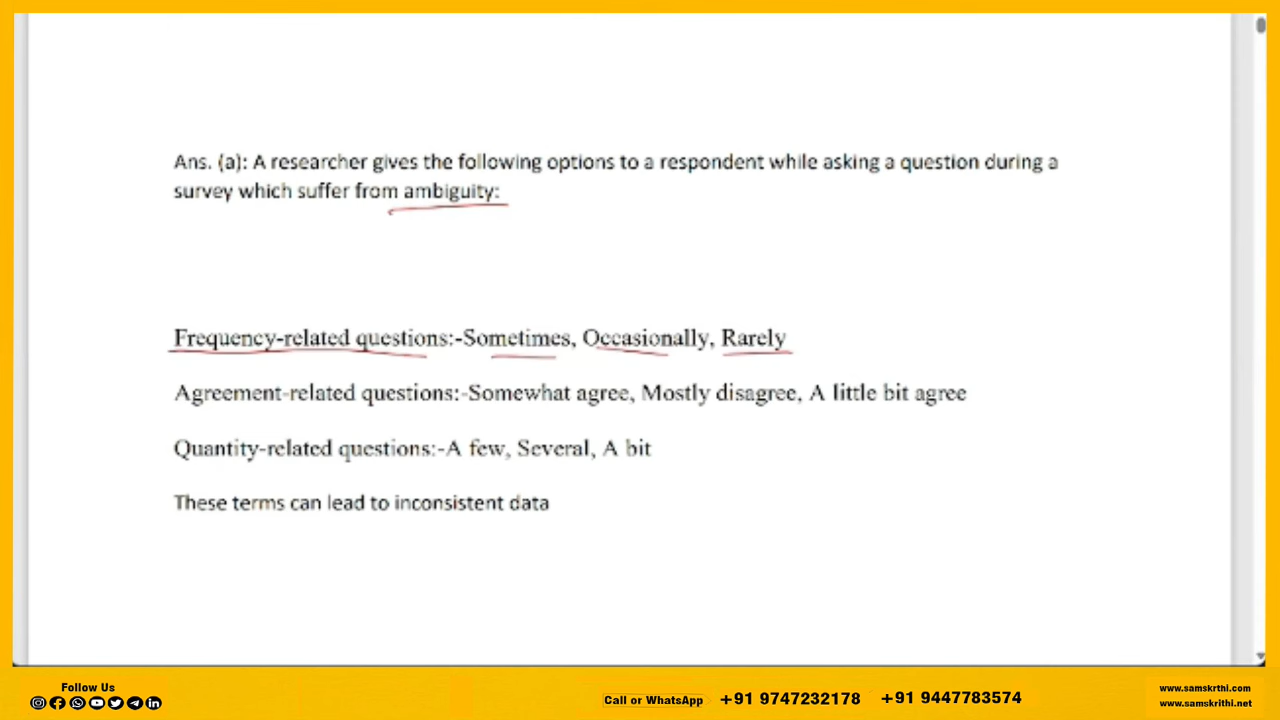 Ans. (a): A researcher gives the following options to a respondent while asking a question during a
survey which suffer from ambiguity:
Frequency-related questions:-Sometimes, Occasionally, Rarely
Agreement-related questions:-Somewhat agree, Mostly disagree, A little bit agree
Quantity-related questions:-A few, Several, A bit
These terms can lead to inconsistent data
Follow Us
Call or WhatsApp +91 9747232178 +91 9447783574
www.samskrthi.com
www.samskrithi.net